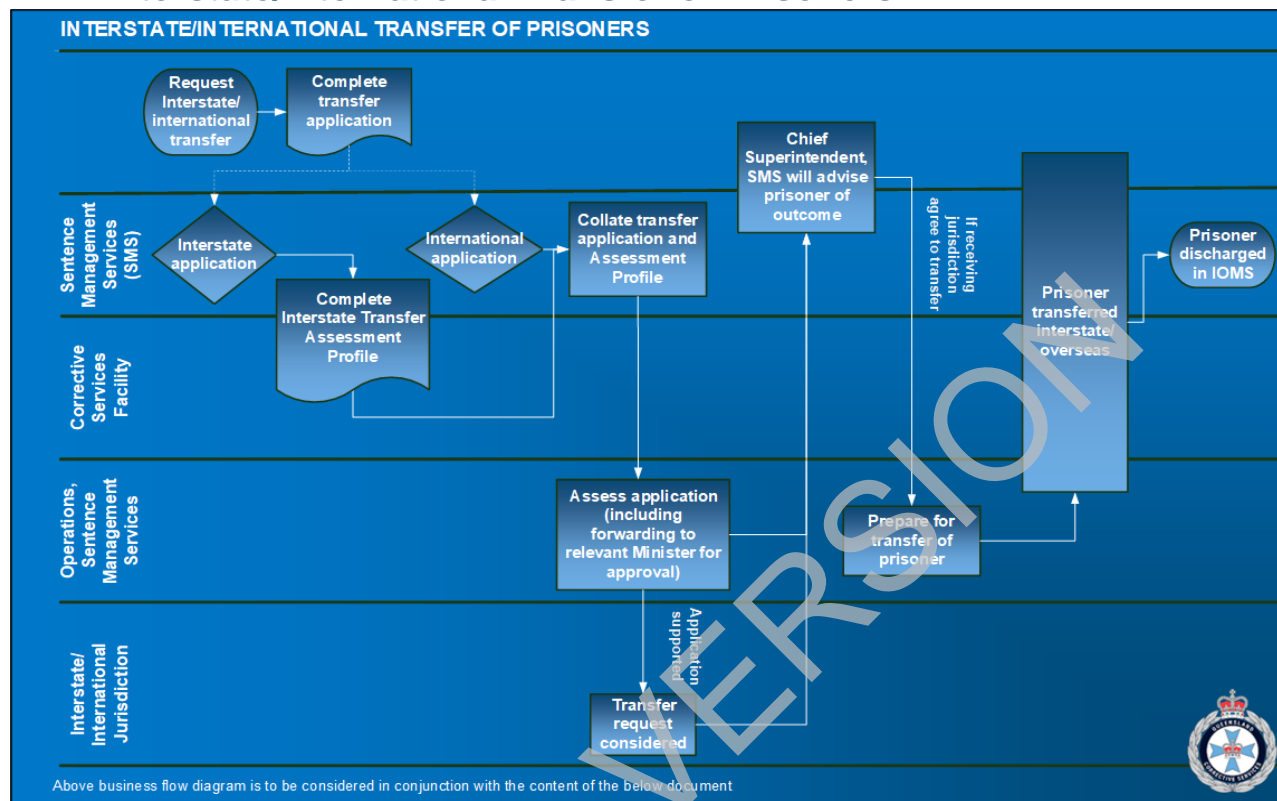 INTERSTATE/INTERNATIONAL TRANSFER OF PRISONERS
Request
Interstate/
international
transfer
Complete
transfer
application
Chief
Superintendent,
SMS will advise
prisoner of
outcome
Sentence
Management
Services
(SMS)
Interstate
application
International
application
Collate transfer
application and
Assessment
Profile
If receiving
jurisdiction
agree to transfer
Prisoner
discharged
in IOMS
Complete
Interstate Transfer
Assessment
Profile
Prisoner
transferred
interstate/
overseas
Corrective
Services
Facility
Operations,
Sentence
Management
Services
Assess application
(including
forwarding to
relevant Minister for
approval)
Prepare for
transfer of
prisoner
Application
supported
Interstate/
International
Jurisdiction
Transfer
request
considered
VERSION
QUEENSLAND
CORRECTIVE SERVICES
Above business flow diagram is to be considered in conjunction with the content of the below document